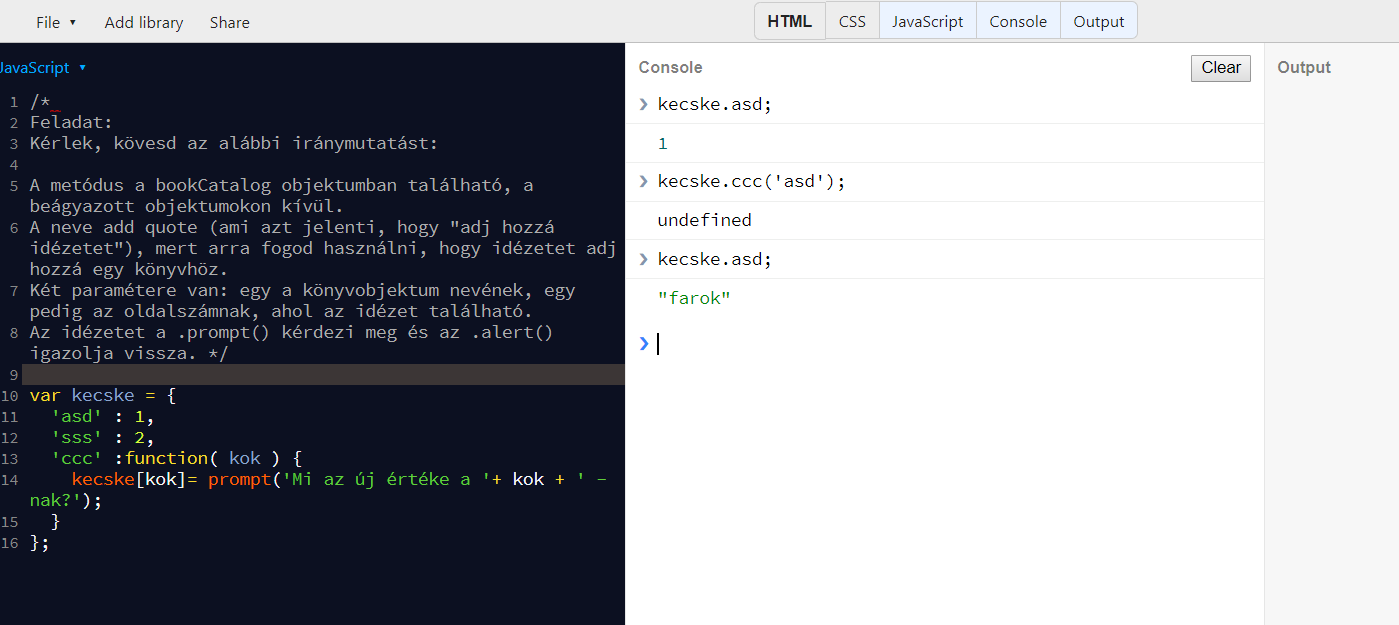 File ▾ Add library Share HTML CSS JavaScript Console Output
JavaScript ▾
1 /*
2 Feladat:
3 Kérlek, kövesd az alábbi iránymutatást:
4
5 A metódus a bookCatalog objektumban található, a
beágyazott objektumokon kívül.
6 A neve add quote (ami azt jelenti, hogy "adj hozzá
idézetet"), mert arra fogod használni, hogy idézetet adj
hozzá egy könyvhöz.
7 Két paramétere van: egy a könyvobjektum nevének, egy
pedig az oldalszámnak, ahol az idézet található.
8 Az idézetet a .prompt() kérdezi meg és az .alert()
igazolja vissza. */
9
10 var kecske = {
11 'asd' : 1,
12 'sss' : 2,
13 'ccc' :function( kok ) {
14 kecske[kok]= prompt('Mi az új értéke a '+ kok + ' -
nak?');
15 }
16 };
Console Clear
❯ kecske.asd;
1
❯ kecske.ccc('asd');
undefined
❯ kecske.asd;
"farok"
❯
Output